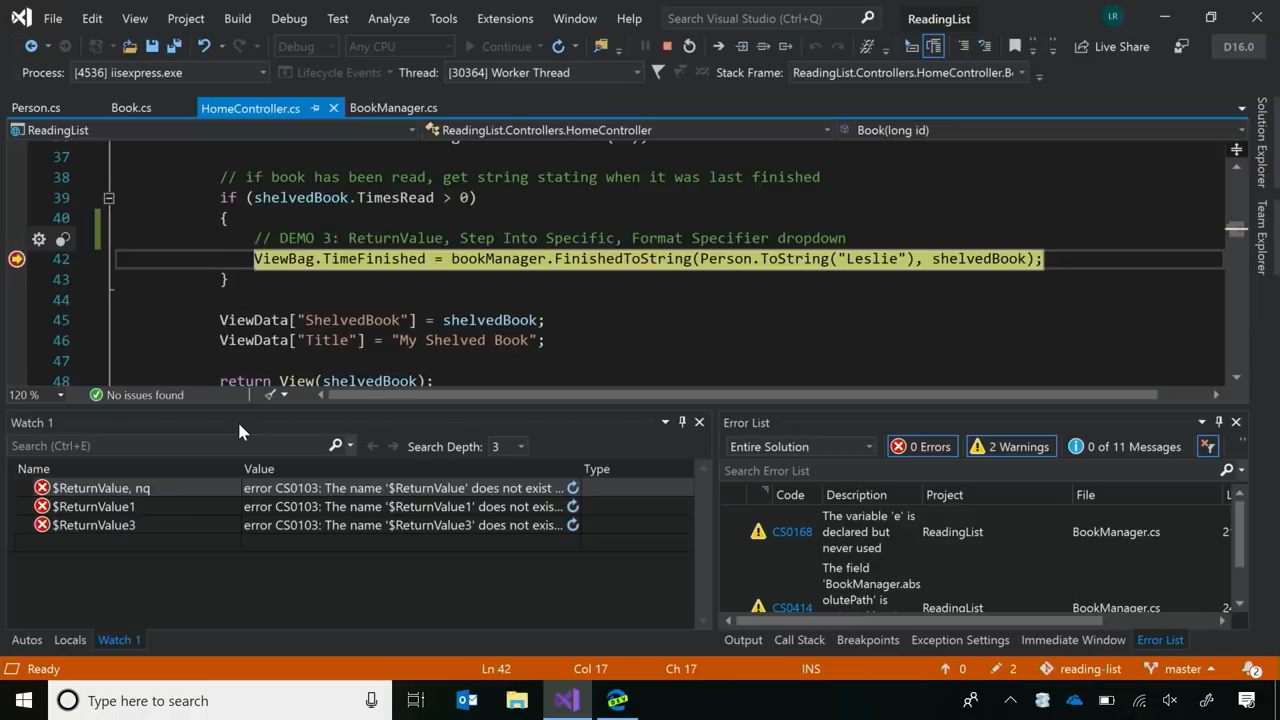 File Edit View Project Build Debug Test Analyze Tools Extensions Window Help Search Visual Studio (Ctrl+Q) ReadingList LR
Debug Any CPU Continue Live Share D16.0
Process: [4536] iisexpress.exe Lifecycle Events Thread: [30364] Worker Thread Stack Frame: ReadingList.Controllers.HomeController.B
Person.cs Book.cs HomeController.cs BookManager.cs
ReadingList ReadingList.Controllers.HomeController Book(long id)
37
38 // if book has been read, get string stating when it was last finished
39 if (shelvedBook.TimesRead > 0)
40 {
// DEMO 3: ReturnValue, Step Into Specific, Format Specifier dropdown
42 ViewBag.TimeFinished = bookManager.FinishedToString(Person.ToString("Leslie"), shelvedBook);
43 }
44
45 ViewData["ShelvedBook"] = shelvedBook;
46 ViewData["Title"] = "My Shelved Book";
47
48 return View(shelvedBook);
120 % No issues found
Solution Explorer
Team Explorer
Watch 1
Search (Ctrl+E) Search Depth: 3
Name Value Type
$ReturnValue, nq error CS0103: The name '$ReturnValue' does not exist ...
$ReturnValue1 error CS0103: The name '$ReturnValue1' does not exis...
$ReturnValue3 error CS0103: The name '$ReturnValue3' does not exis...
Autos Locals Watch 1
Error List
Entire Solution 0 Errors 2 Warnings 0 of 11 Messages
Search Error List
Code Description Project File L
CS0168 The variable 'e' is declared but never used ReadingList BookManager.cs 2
CS0414 The field 'BookManager.abs olutePath' is ReadingList BookManager.cs 24
Output Call Stack Breakpoints Exception Settings Immediate Window Error List
Ready Ln 42 Col 17 Ch 17 INS 0 2 reading-list master 2
Type here to search